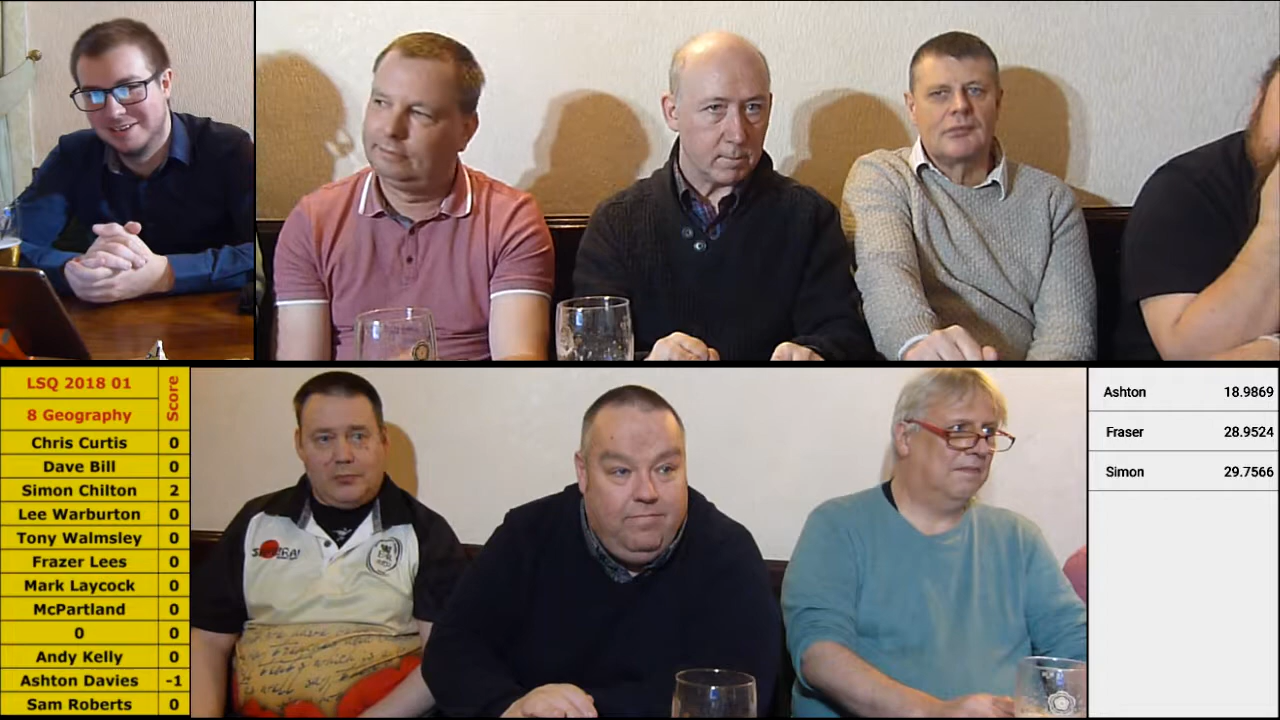 LSQ 2018 01
Score
8 Geography
Chris Curtis 0
Dave Bill 0
Simon Chilton 2
Lee Warburton 0
Tony Walmsley 0
Frazer Lees 0
Mark Laycock 0
McPartland 0
0 0
Andy Kelly 0
Ashton Davies -1
Sam Roberts 0
Ashton 18.9869
Fraser 28.9524
Simon 29.7566